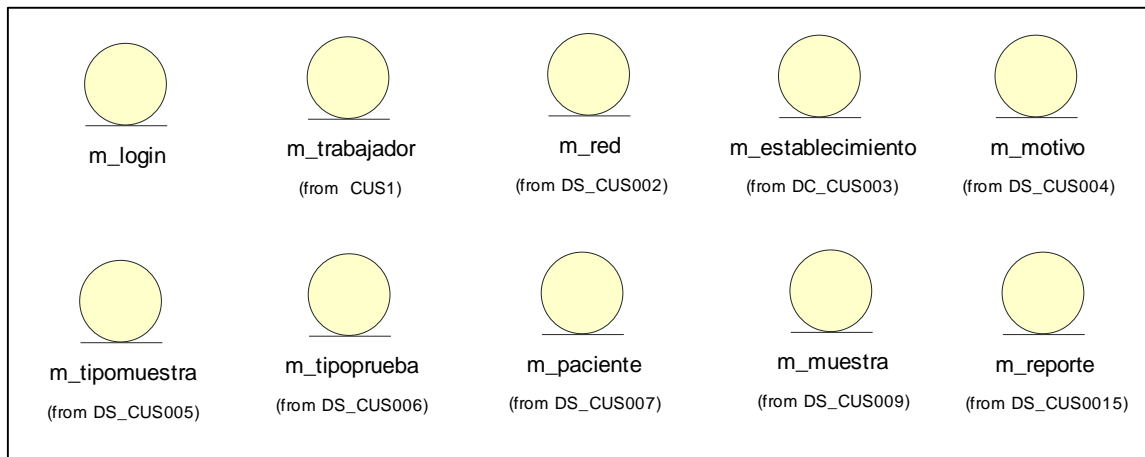 m_login
m_trabajador
(from CUS1)
m_red
(from DS_CUS002)
m_establecimiento
(from DC_CUS003)
m_motivo
(from DS_CUS004)
m_tipomuestra
(from DS_CUS005)
m_tipoprueba
(from DS_CUS006)
m_paciente
(from DS_CUS007)
m_muestra
(from DS_CUS009)
m_reporte
(from DS_CUS0015)